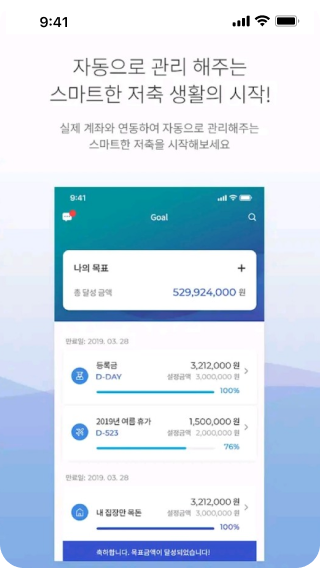 9:41
자동으로 관리 해주는
스마트한 저축 생활의 시작!
실제 계좌와 연동하여 자동으로 관리해주는
스마트한 저축을 시작해보세요
9:41
Goal
나의 목표 +
총 달성 금액 529,924,000 원
만료일: 2019. 03. 28
등록금 3,212,000 원
D-DAY 설정금액 3,000,000 원
100%
2019년 여름 휴가 1,500,000 원
D-523 설정금액 2,000,000 원
76%
만료일: 2019. 03. 28
3,212,000 원
내 집장만 목돈 설정금액 3,000,000 원
100%
축하합니다. 목표금액이 달성되었습니다!